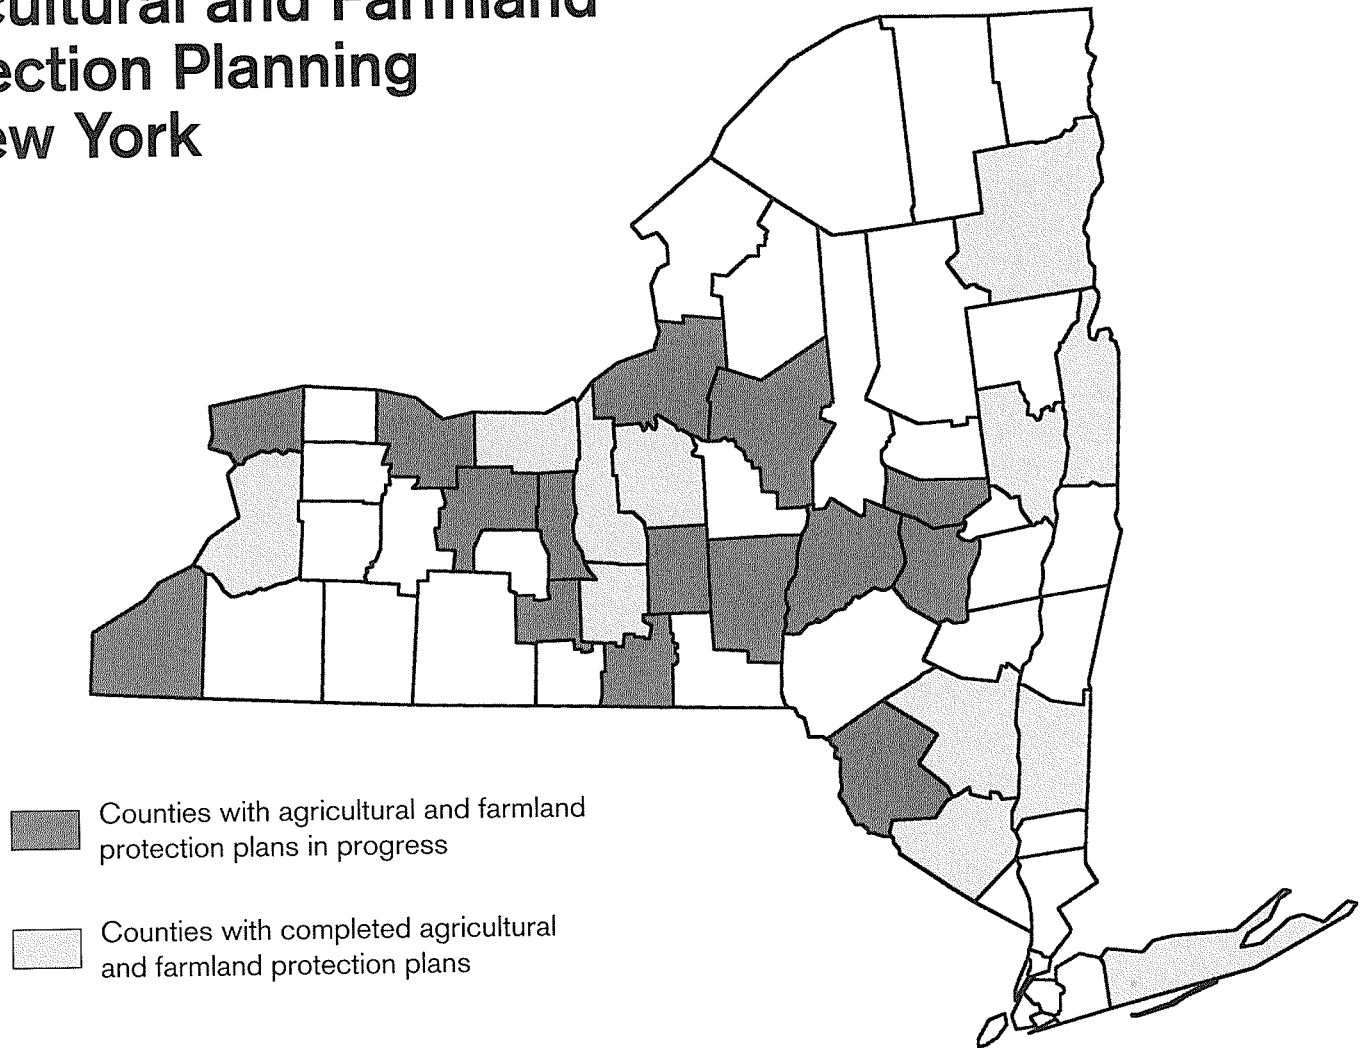 cultural and Farmland
ection Planning
ew York
Counties with agricultural and farmland
protection plans in progress
Counties with completed agricultural
and farmland protection plans